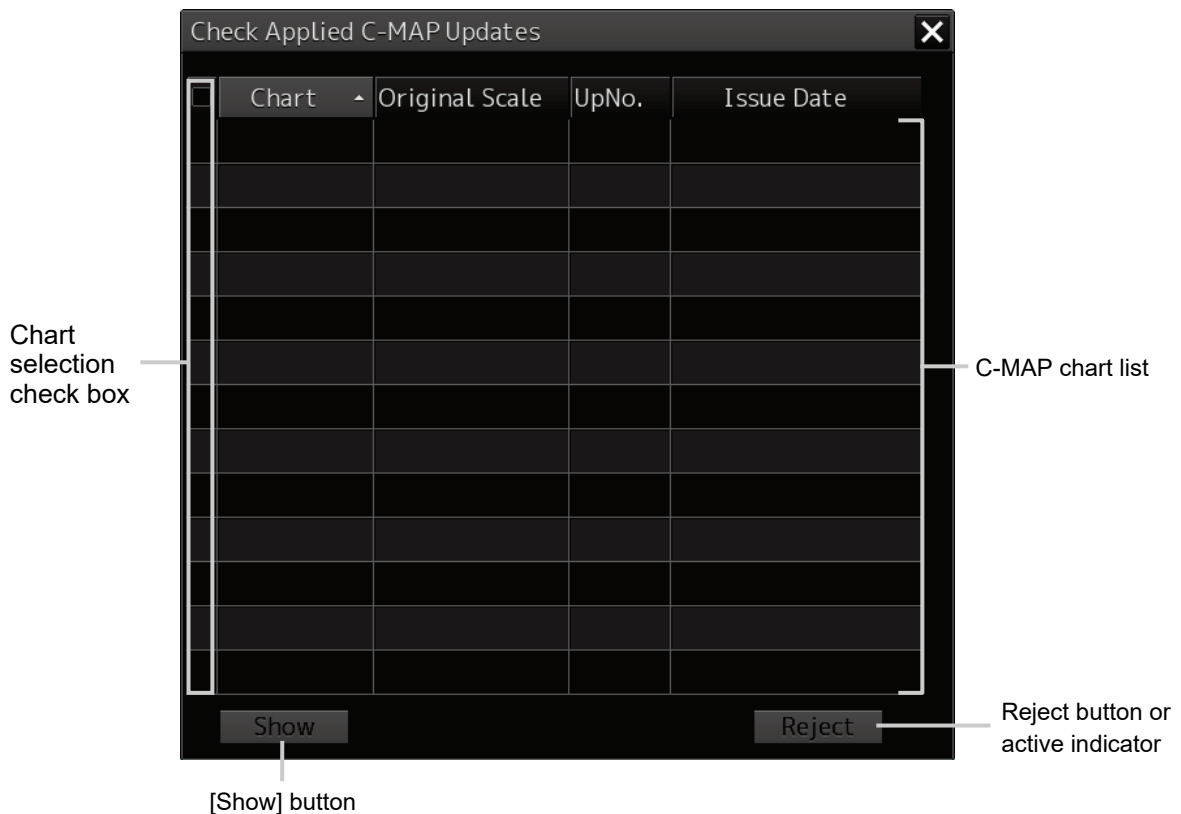 Check Applied C-MAP Updates
Chart Original Scale UpNo. Issue Date
Chart
selection
check box
C-MAP chart list
Show Reject
Reject button or
active indicator
[Show] button